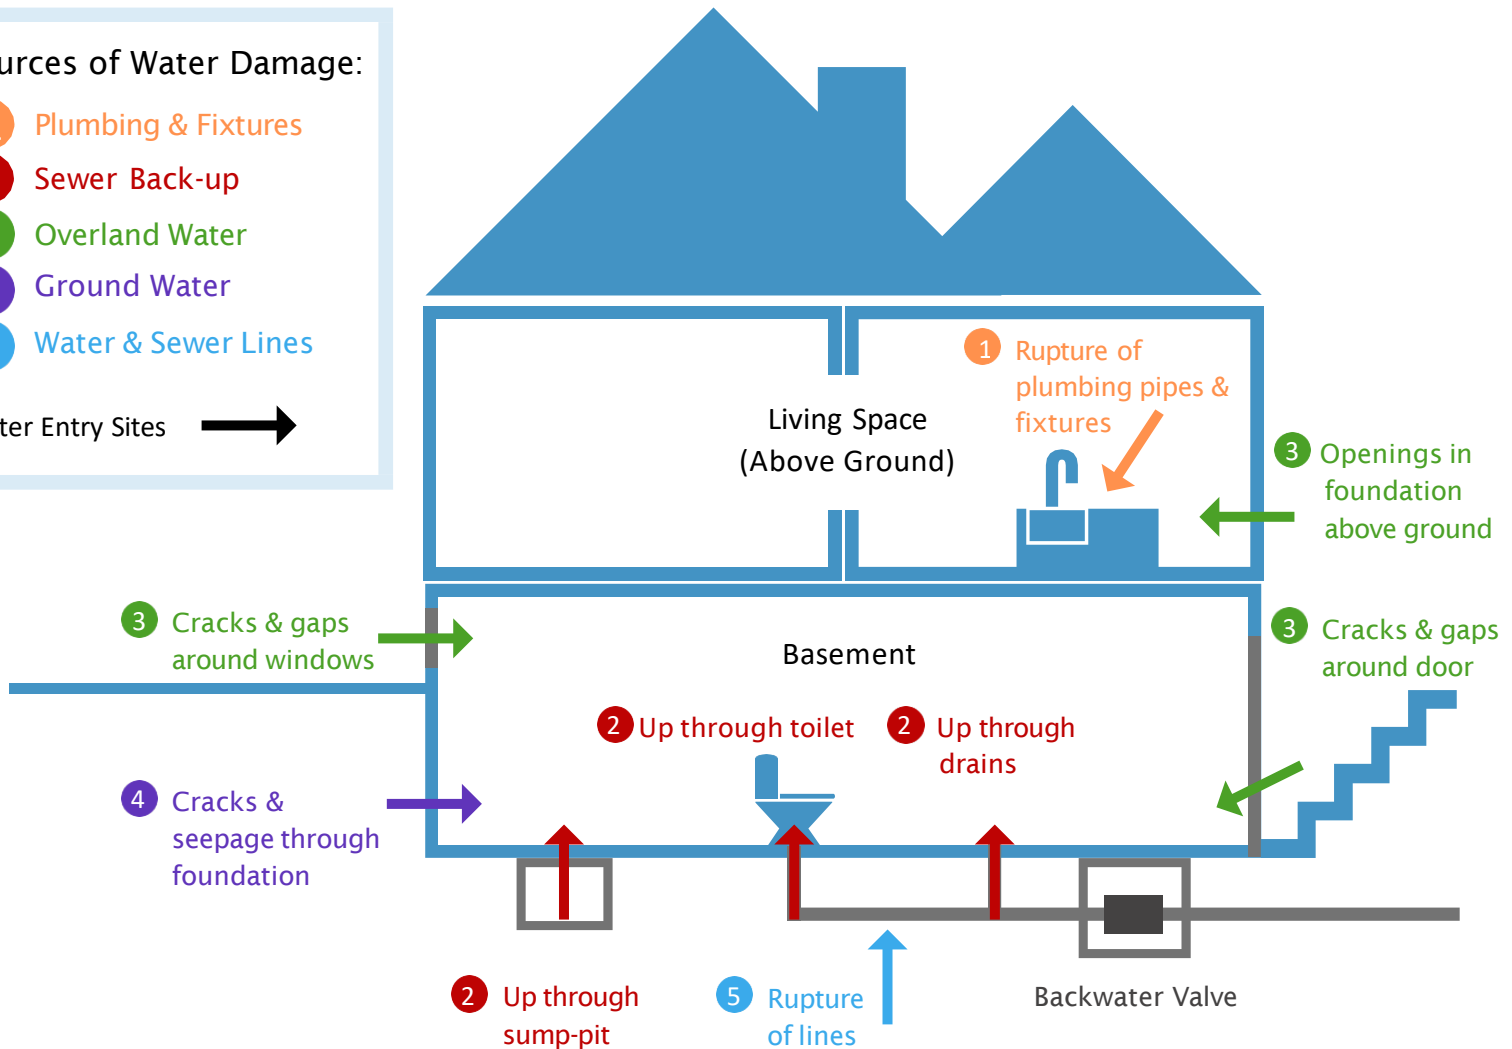 urces of Water Damage:
Plumbing & Fixtures
Sewer Back-up
Overland Water
Ground Water
Water & Sewer Lines
ter Entry Sites
1 Rupture of
plumbing pipes &
fixtures
Living Space
(Above Ground)
3 Openings in
foundation
above ground
3 Cracks & gaps
around windows
Basement
3 Cracks & gaps
around door
2 Up through toilet
2 Up through
drains
4 Cracks &
seepage through
foundation
2 Up through
sump-pit
5 Rupture
of lines
Backwater Valve